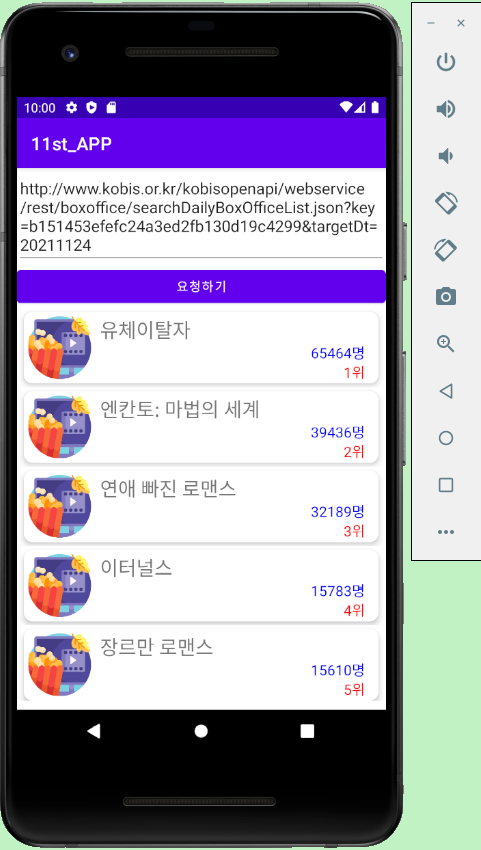 10:00
11st_APP
http://www.kobis.or.kr/kobisopenapi/webservice
/rest/boxoffice/searchDailyBoxOfficeList.json?key
=b151453efefc24a3ed2fb130d19c4299&targetDt=
20211124
요청하기
유체이탈자
65464명
1위
엔칸토: 마법의 세계
39436명
2위
연애 빠진 로맨스
32189명
3위
이터널스
15783명
4위
장르만 로맨스
15610명
5위